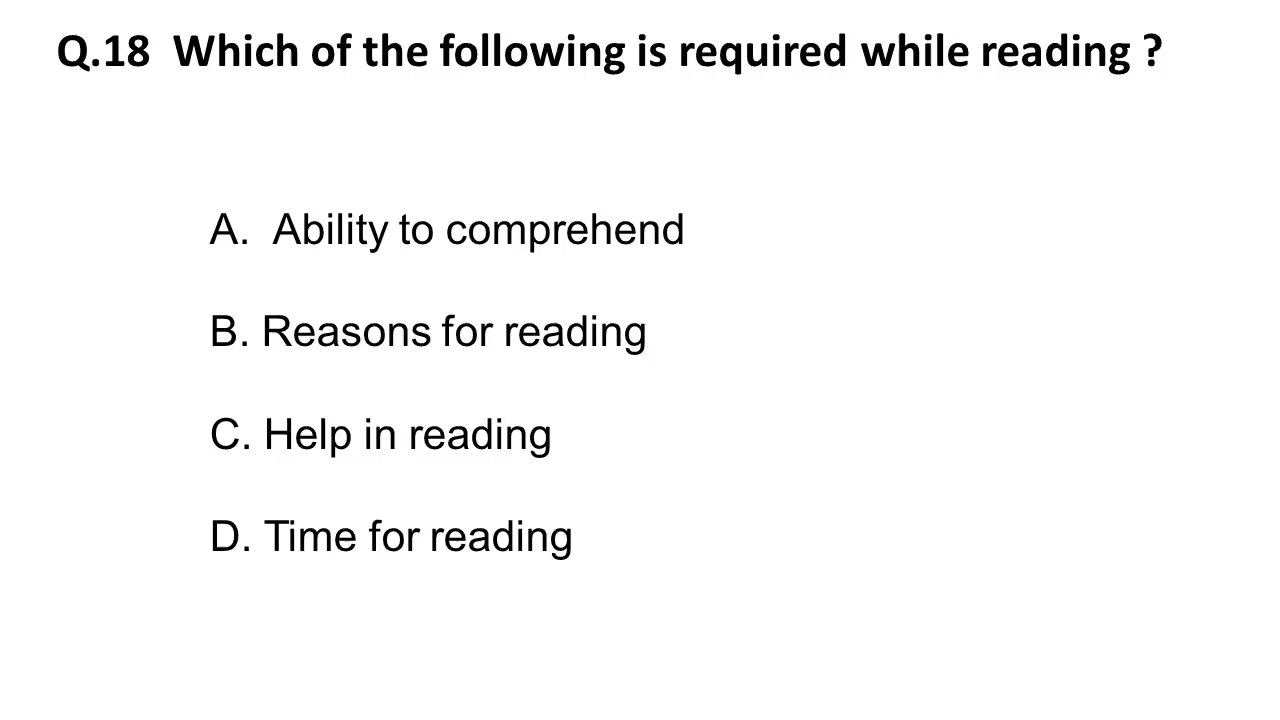 Q.18 Which of the following is required while reading ?
A. Ability to comprehend
B. Reasons for reading
C. Help in reading
D. Time for reading